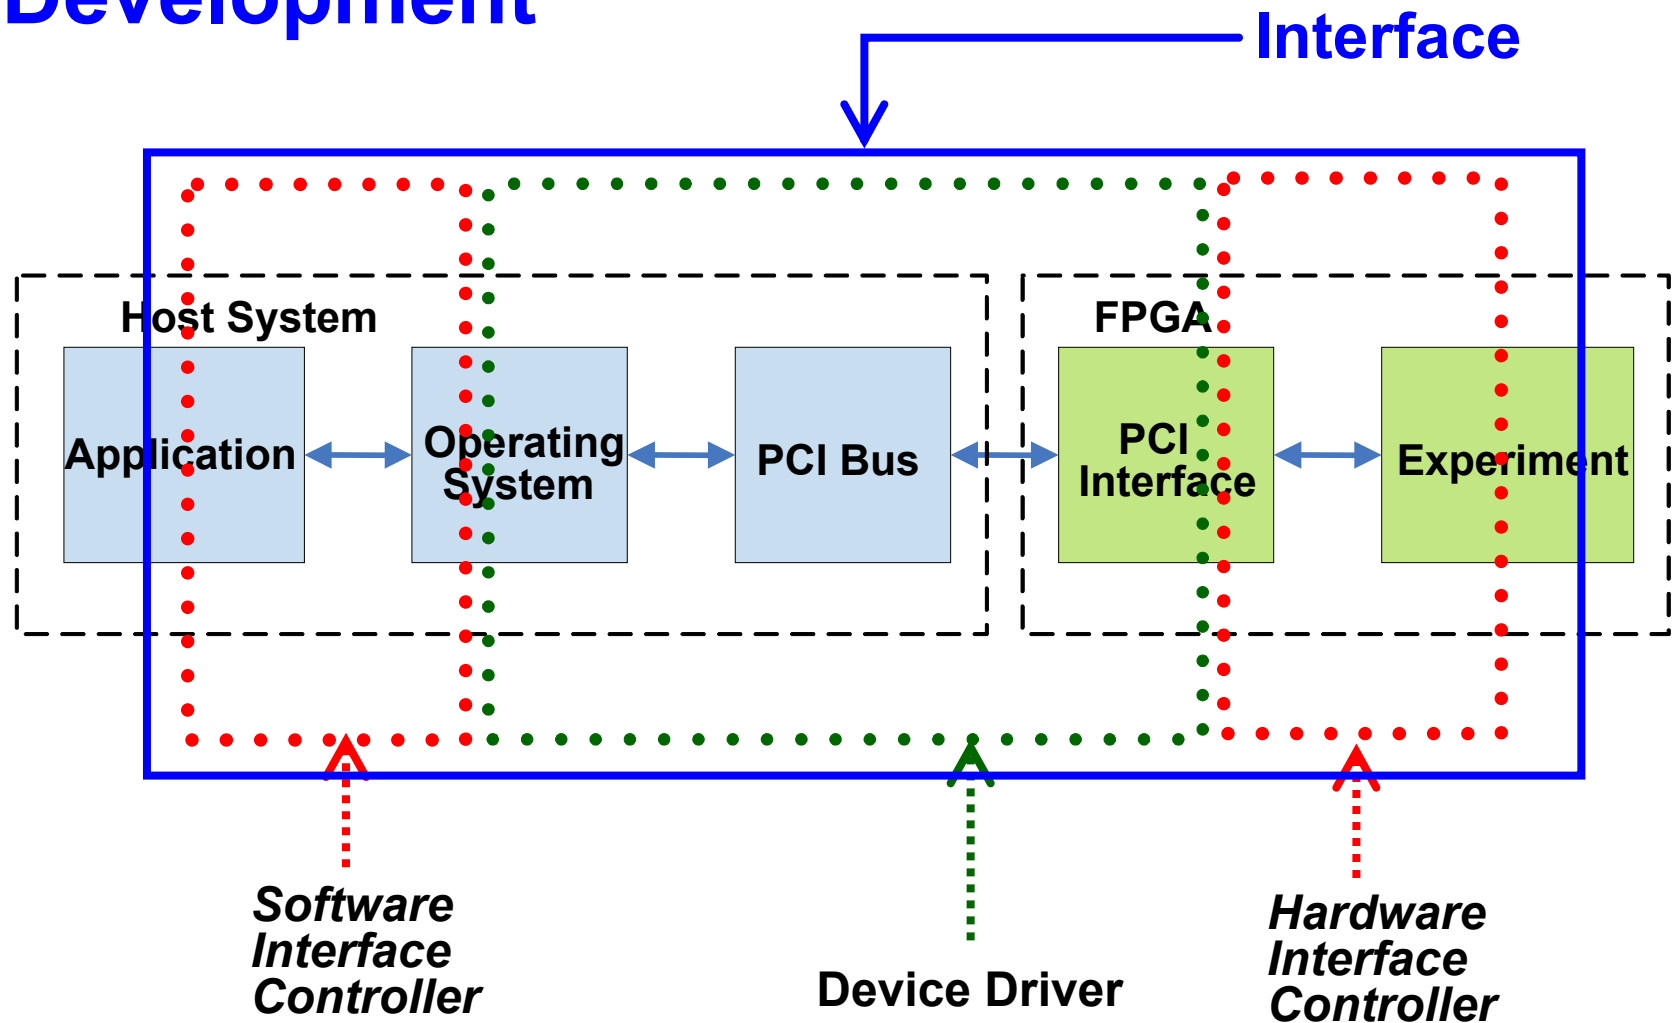 Development
Interface
Host System
FPGA
Application
Operating
System
PCI Bus
PCI
Interface
Experiment
Software
Interface
Controller
Device Driver
Hardware
Interface
Controller